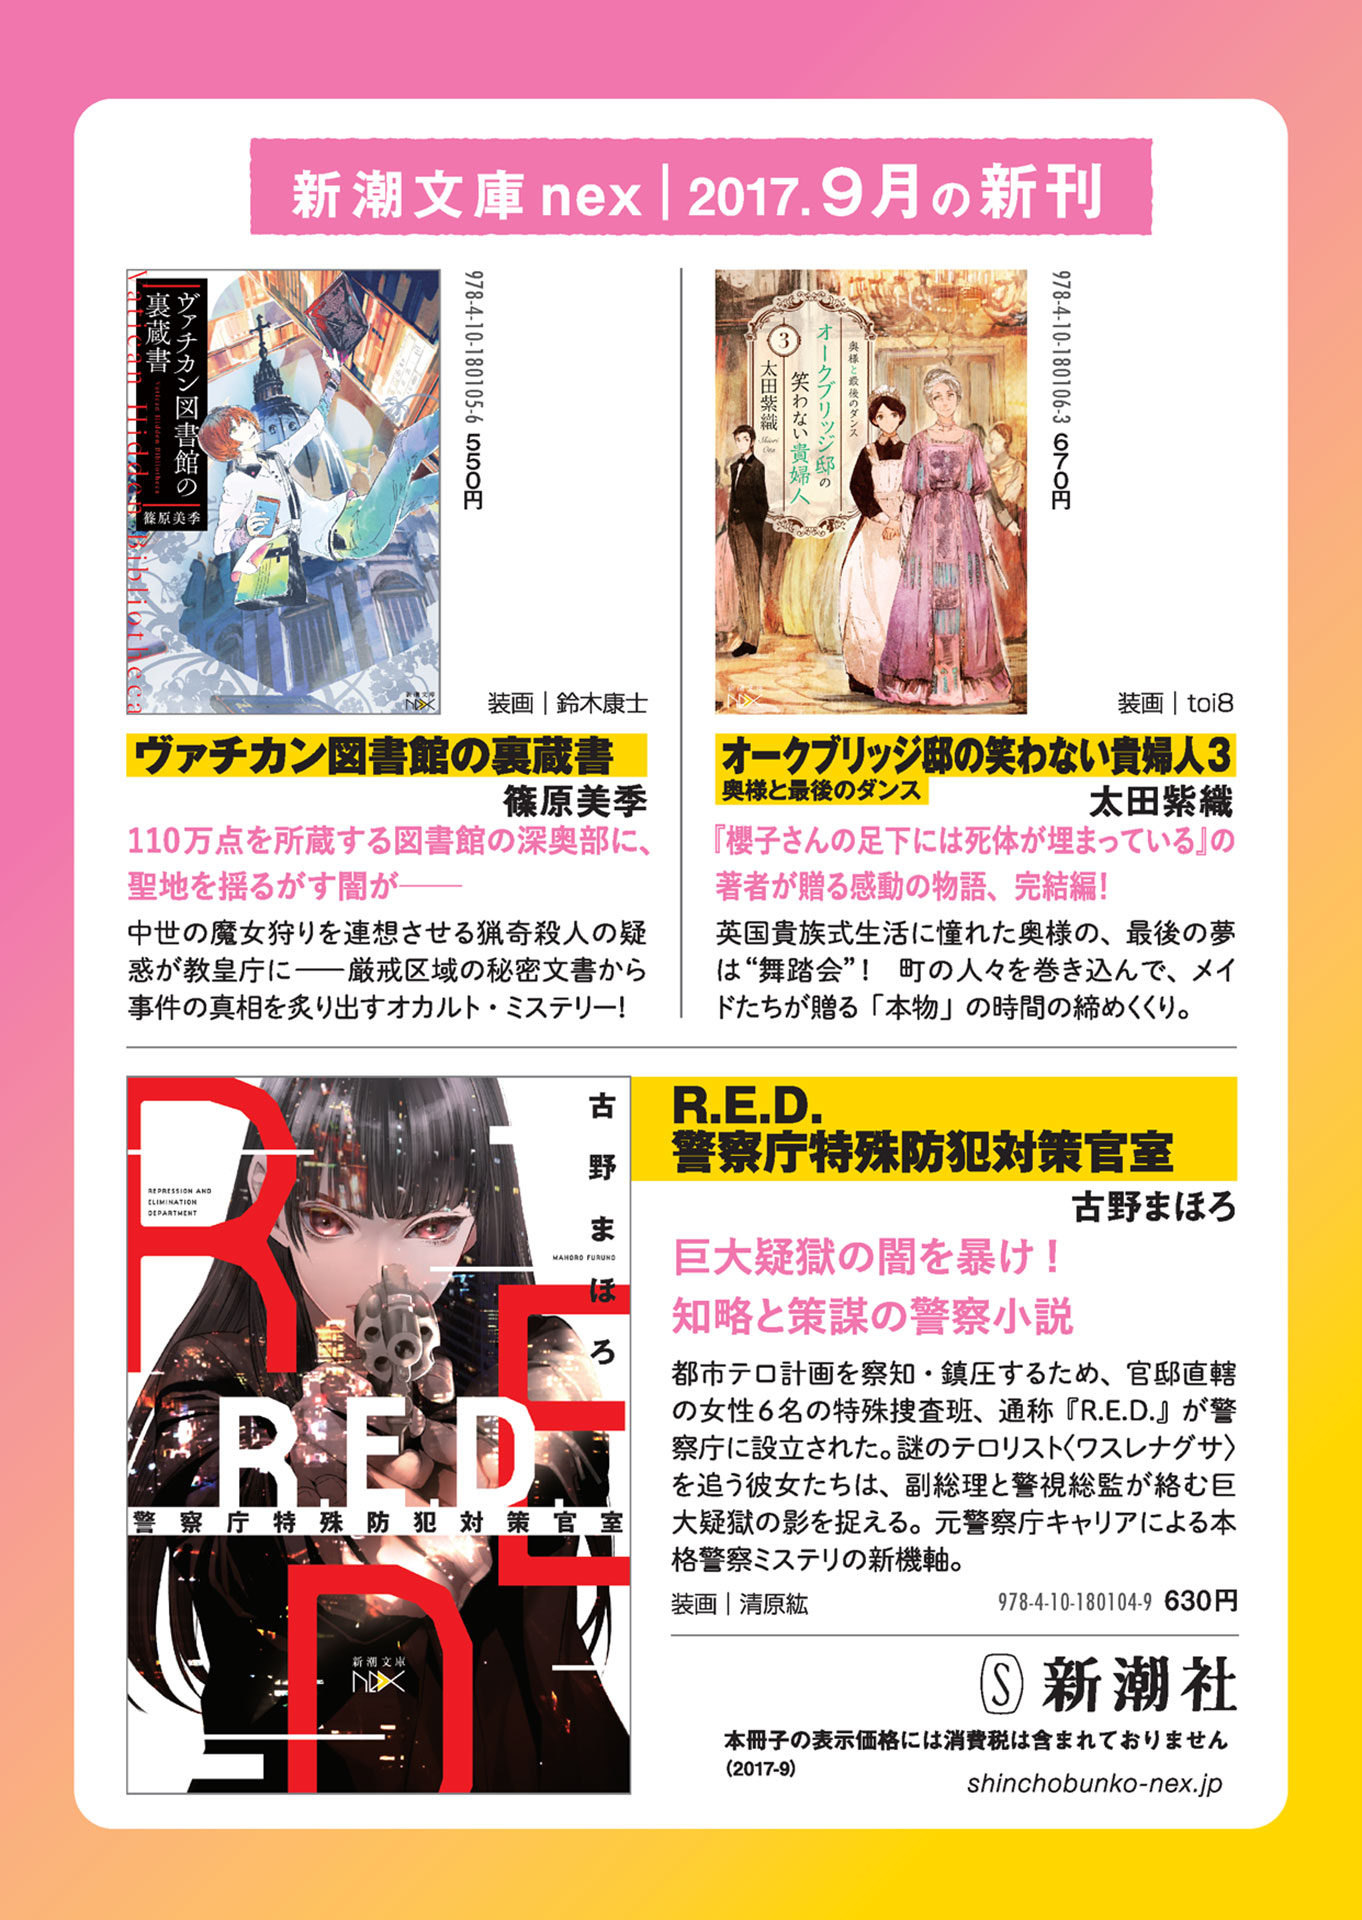 新潮文庫nex｜2017.9月の新刊
Vatican Hidden Bibliotheca
ヴァチカン図書館の
裏蔵書
Vatican Hidden Bibliotheca
篠原美季
新潮文庫
NEX
978-4-10-180105-6 550円
装画｜鈴木康士
ヴァチカン図書館の裏蔵書
篠原美季
110万点を所蔵する図書館の深奥部に、
聖地を揺るがす闇が――
中世の魔女狩りを連想させる猟奇殺人の疑
惑が教皇庁に――厳戒区域の秘密文書から
事件の真相を炙り出すオカルト・ミステリー!
奥様と最後のダンス
オークブリッジ邸の
笑わない貴婦人
3
太田紫織
Shiori Ota
NEX
978-4-10-180106-3 670円
装画｜toi8
オークブリッジ邸の笑わない貴婦人3
奥様と最後のダンス
太田紫織
『櫻子さんの足下には死体が埋まっている』の
著者が贈る感動の物語、完結編!
英国貴族式生活に憧れた奥様の、最後の夢
は“舞踏会”!　町の人々を巻き込んで、メイ
ドたちが贈る「本物」の時間の締めくくり。
RED
REPRESSION AND
ELIMINATION
DEPARTMENT
古野まほろ
MAHORO FURUNO
R.E.D.
警察庁特殊防犯対策官室
新潮文庫
NEX
R.E.D.
警察庁特殊防犯対策官室
古野まほろ
巨大疑獄の闇を暴け!
知略と策謀の警察小説
都市テロ計画を察知・鎮圧するため、官邸直轄
の女性6名の特殊捜査班、通称『R.E.D.』が警
察庁に設立された。謎のテロリスト〈ワスレナグサ〉
を追う彼女たちは、副総理と警視総監が絡む巨
大疑獄の影を捉える。元警察庁キャリアによる本
格警察ミステリの新機軸。
装画｜清原紘
978-4-10-180104-9 630円
S 新潮社
本冊子の表示価格には消費税は含まれておりません
(2017-9)
shinchobunko-nex.jp